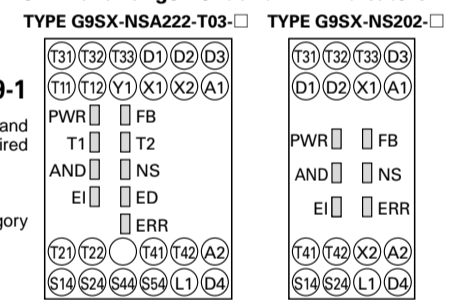 TYPE G9SX-NSA222-T03-□ TYPE G9SX-NS202-□
T31 T32 T33 D1 D2 D3
T11 T12 Y1 X1 X2 A1
PWR FB
T1 T2
AND NS
EI ED
ERR
T21 T22 T41 T42 A2
S14 S24 S44 S54 L1 D4
T31 T32 T33 D3
D1 D2 X1 A1
PWR FB
AND NS
EI ERR
T41 T42 X2 A2
S14 S24 L1 D4
-1
and
ired
gory